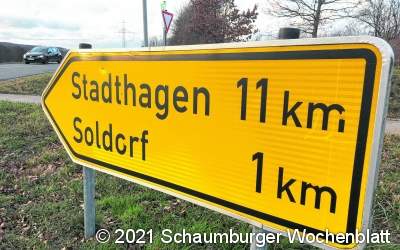 Stadthagen 11 km
Soldorf 1 km
© 2021 Schaumburger Wochenblatt